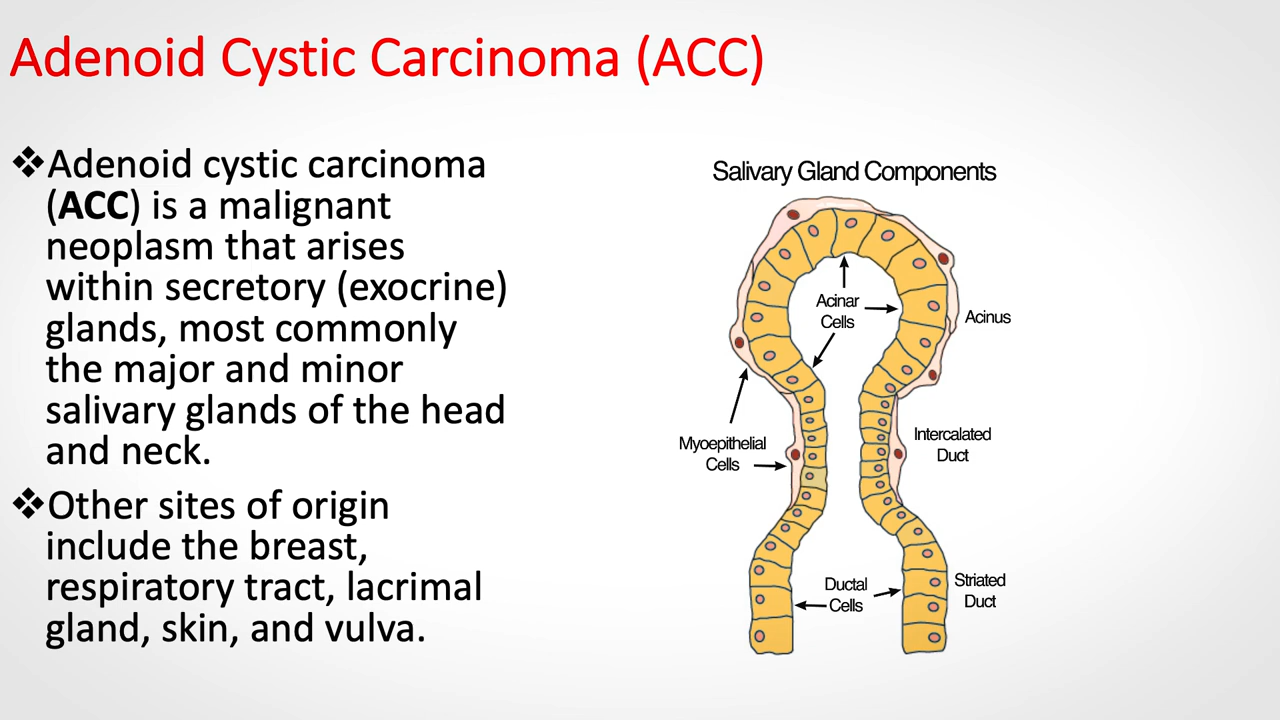 Adenoid Cystic Carcinoma (ACC)
❖Adenoid cystic carcinoma
(ACC) is a malignant
neoplasm that arises
within secretory (exocrine)
glands, most commonly
the major and minor
salivary glands of the head
and neck.
❖Other sites of origin
include the breast,
respiratory tract, lacrimal
gland, skin, and vulva.
Salivary Gland Components
Acinar
Cells
Acinus
Myoepithelial
Cells
Intercalated
Duct
Ductal
Cells
Striated
Duct